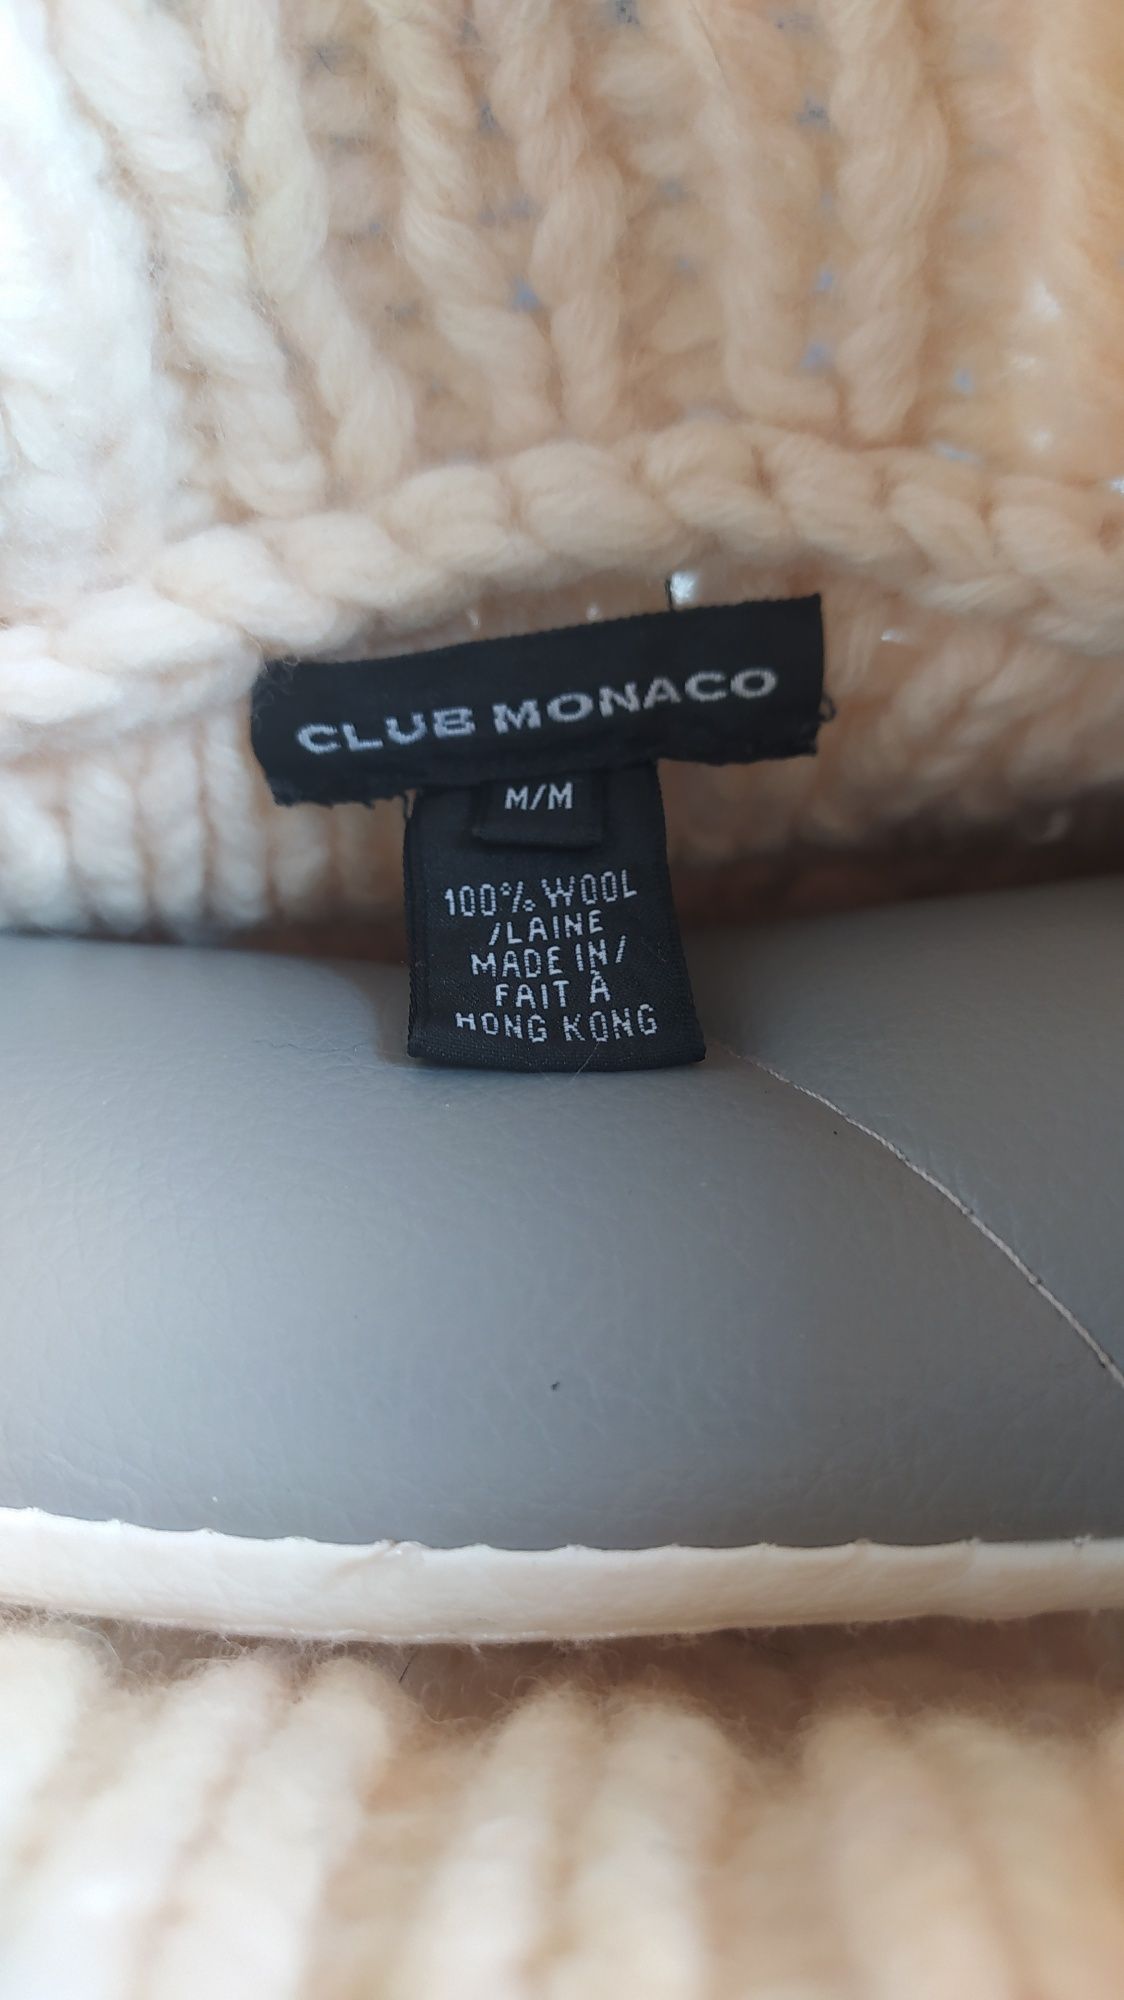 CLUB MONACO
M/M
100% WOOL
/LAINE
MADE IN/
FAIT À
HONG KONG